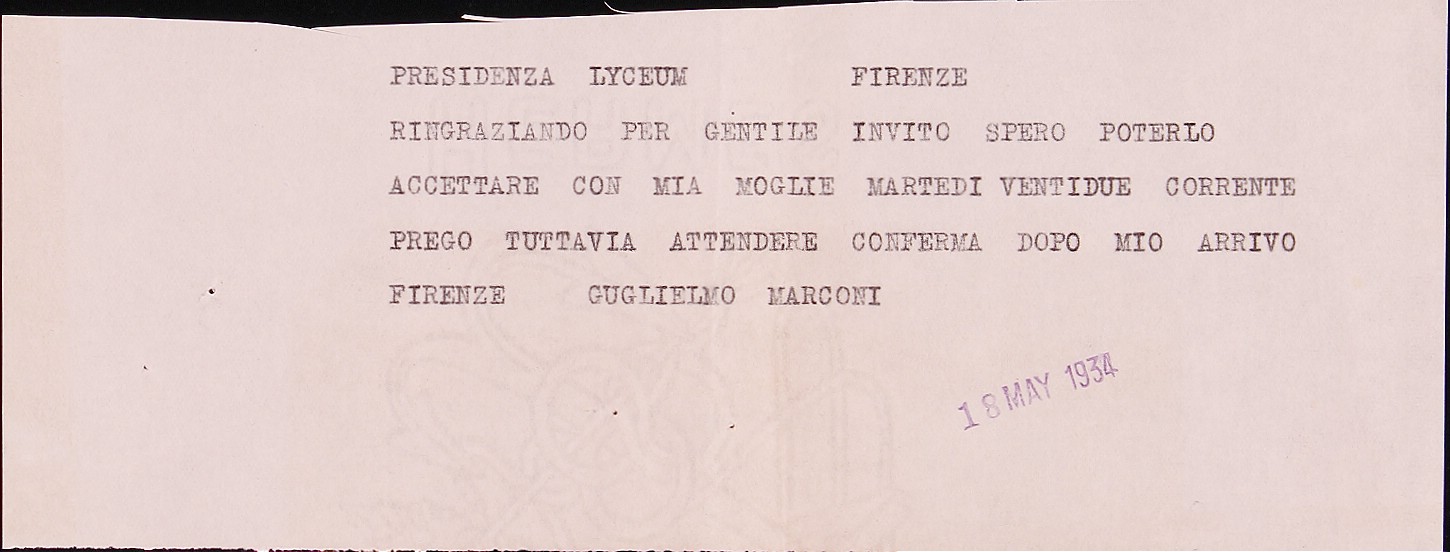 PRESIDENZA LYCEUM FIRENZE
RINGRAZIANDO PER GENTILE INVITO SPERO POTERLO
ACCETTARE CON MIA MOGLIE MARTEDI VENTIDUE CORRENTE
PREGO TUTTAVIA ATTENDERE CONFERMA DOPO MIO ARRIVO
FIRENZE GUGLIELMO MARCONI
18 MAY 1934